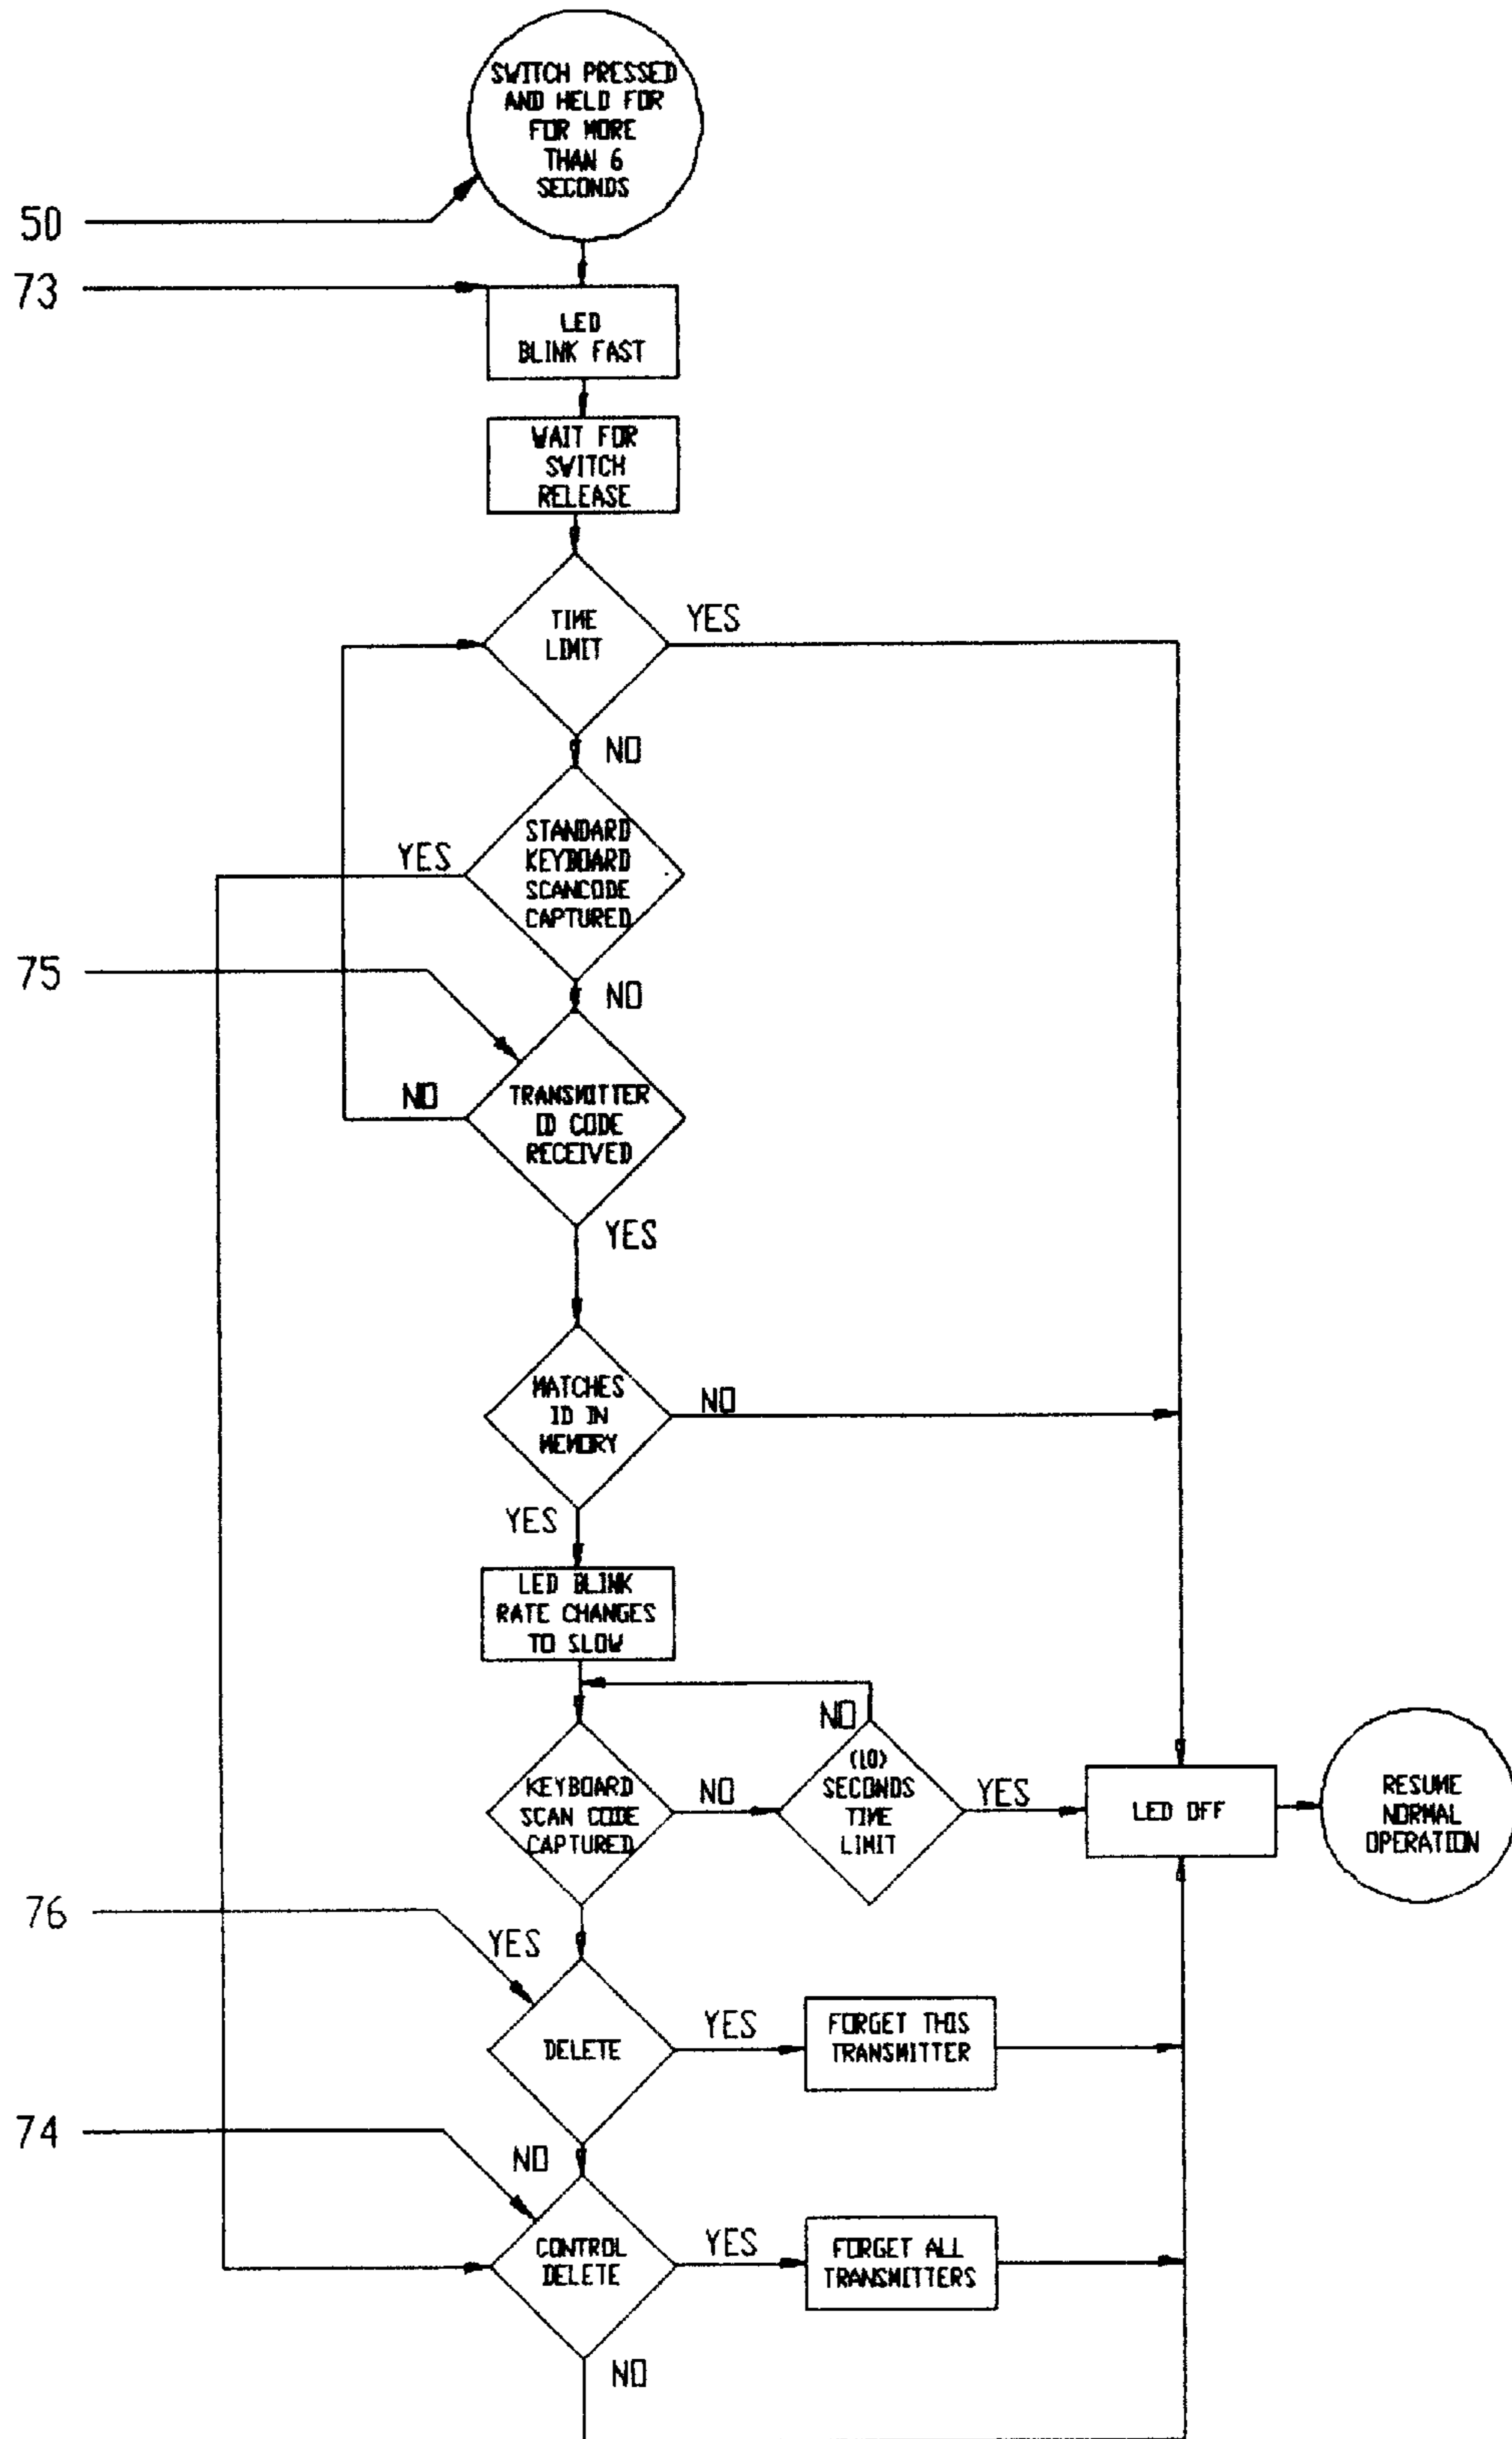 SWITCH PRESSED
AND HELD FOR
FOR MORE
THAN 6
SECONDS
50
73
LED
BLINK FAST
WAIT FOR
SWITCH
RELEASE
TIME
LIMIT
YES
NO
STANDARD
KEYBOARD
SCANCODE
CAPTURED
YES
75
NO
TRANSMITTER
ID CODE
RECEIVED
NO
YES
MATCHES
ID IN
MEMORY
NO
YES
LED BLINK
RATE CHANGES
TO SLOW
NO
KEYBOARD
SCAN CODE
CAPTURED
NO
(10)
SECONDS
TIME
LIMIT
YES
LED OFF
RESUME
NORMAL
OPERATION
76
YES
DELETE
YES
FORGET THIS
TRANSMITTER
74
NO
CONTROL
DELETE
YES
FORGET ALL
TRANSMITTERS
NO